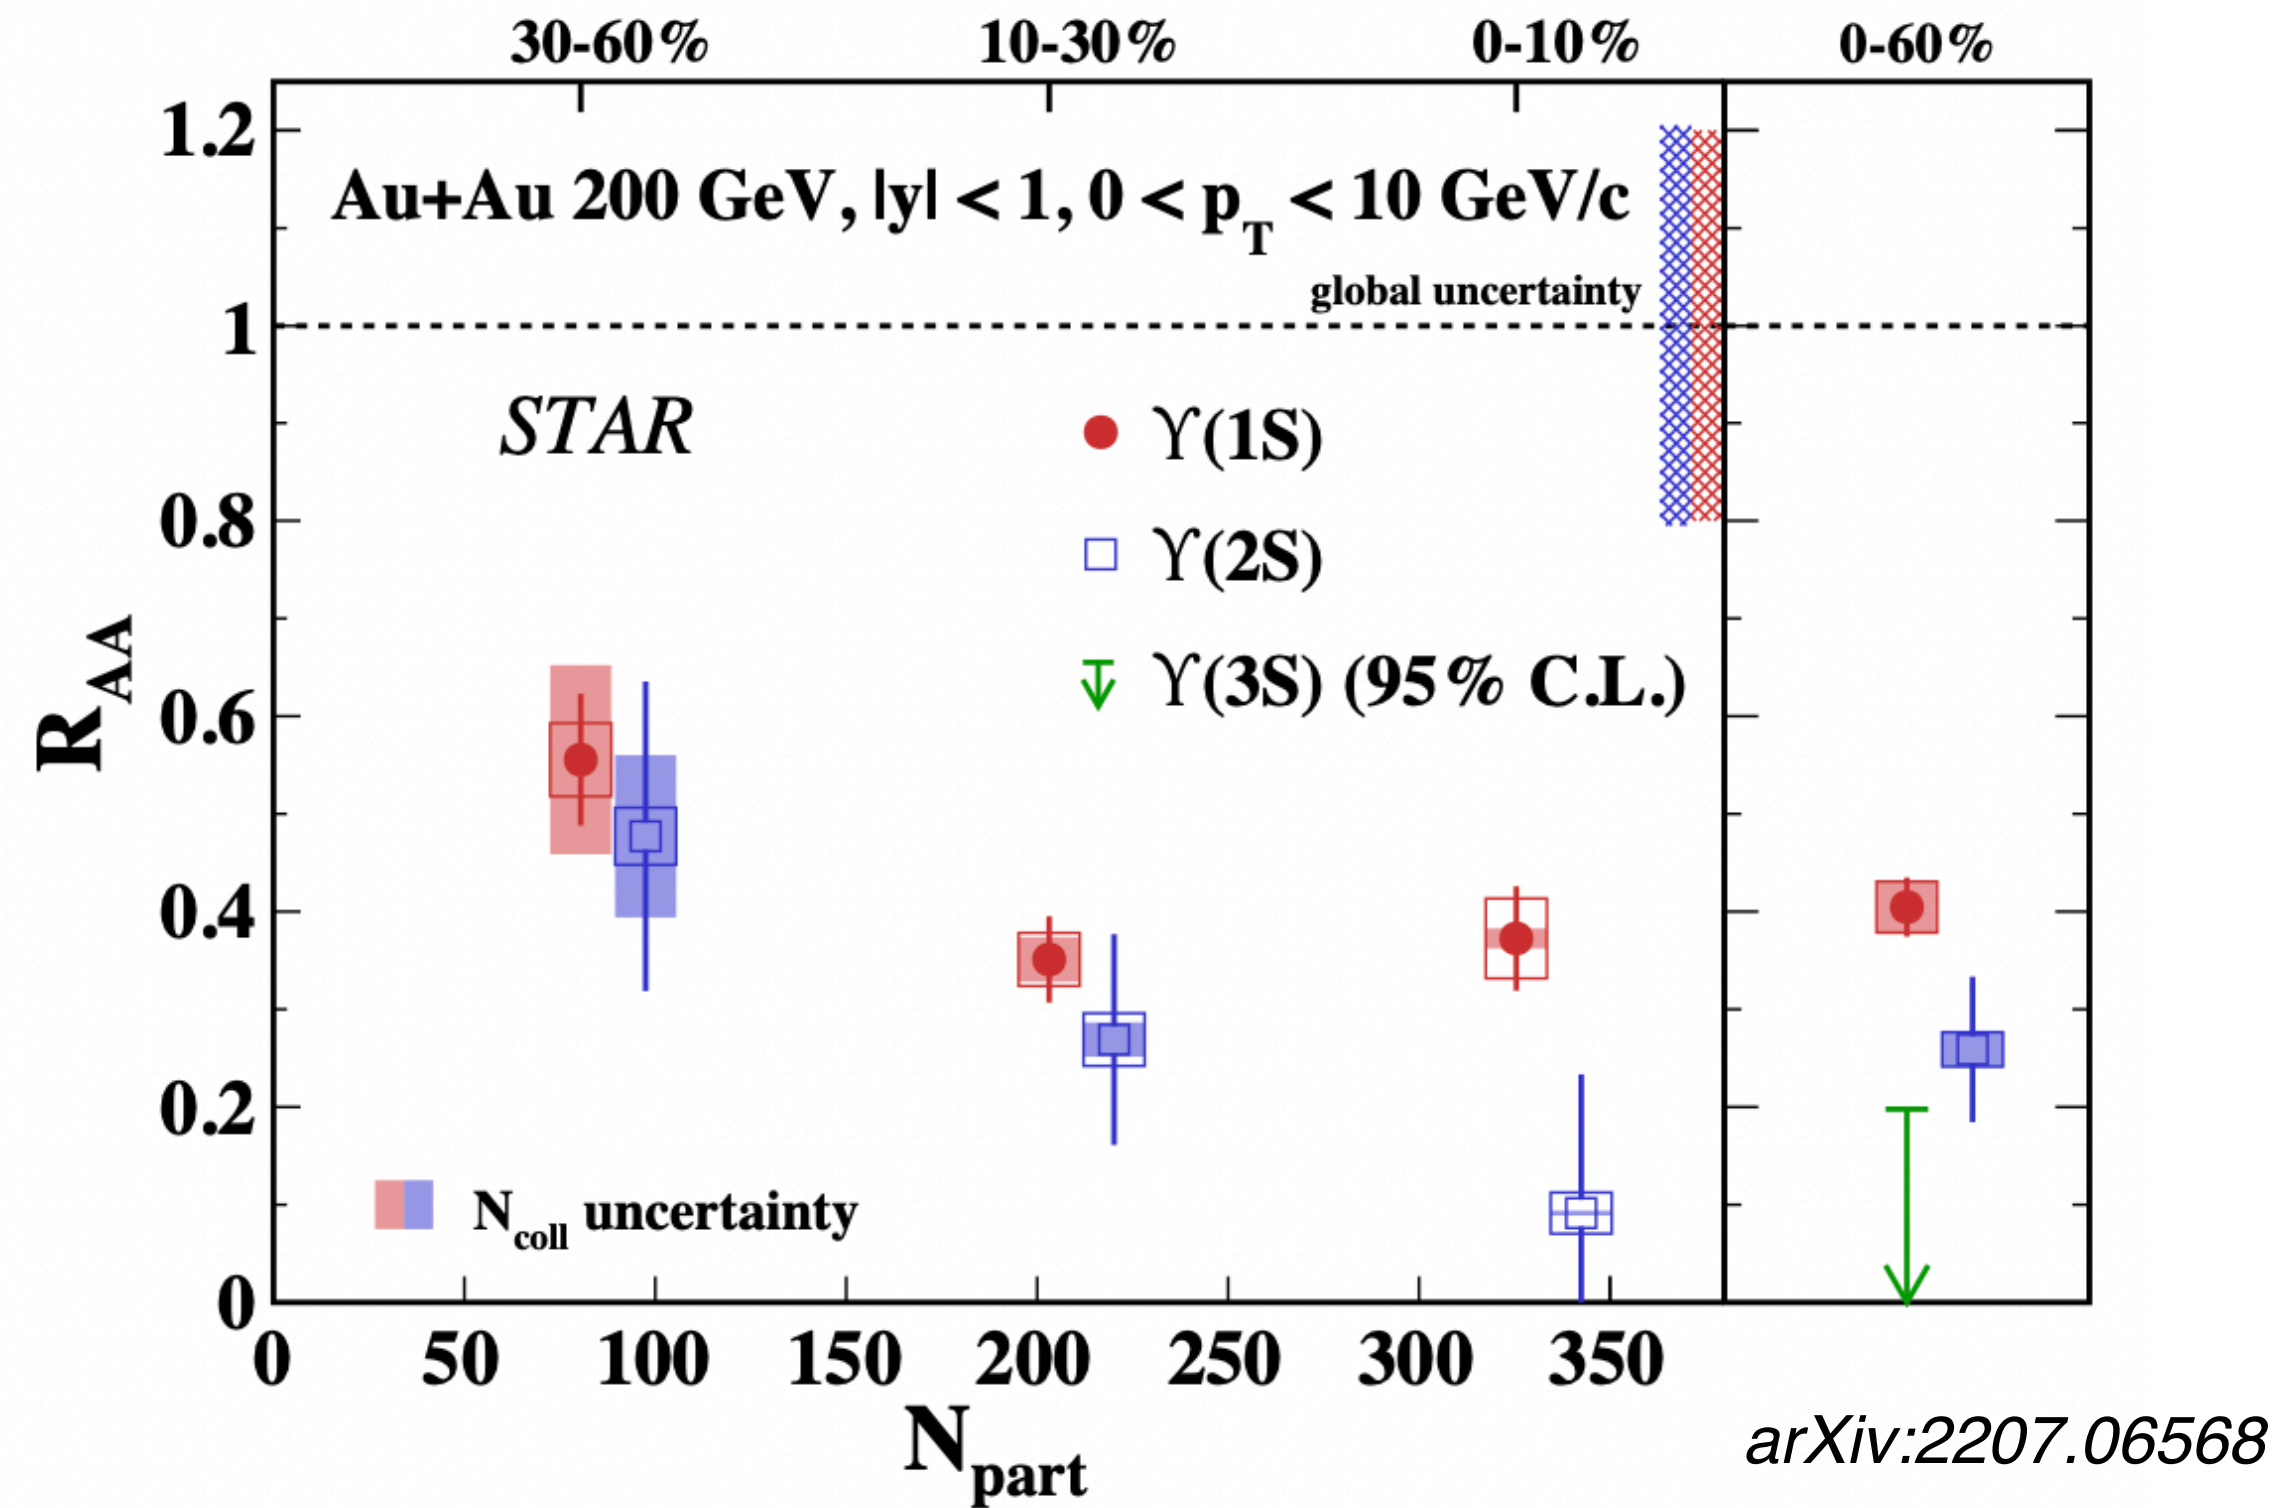 30-60% 10-30% 0-10% 0-60%
1.2
Au+Au 200 GeV, |y| < 1, 0 < pT < 10 GeV/c
global uncertainty
1
STAR
ϒ(1S)
0.8
ϒ(2S)
ϒ(3S) (95% C.L.)
0.6
RAA
0.4
0.2
Ncoll uncertainty
0
0 50 100 150 200 250 300 350
Npart
arXiv:2207.06568